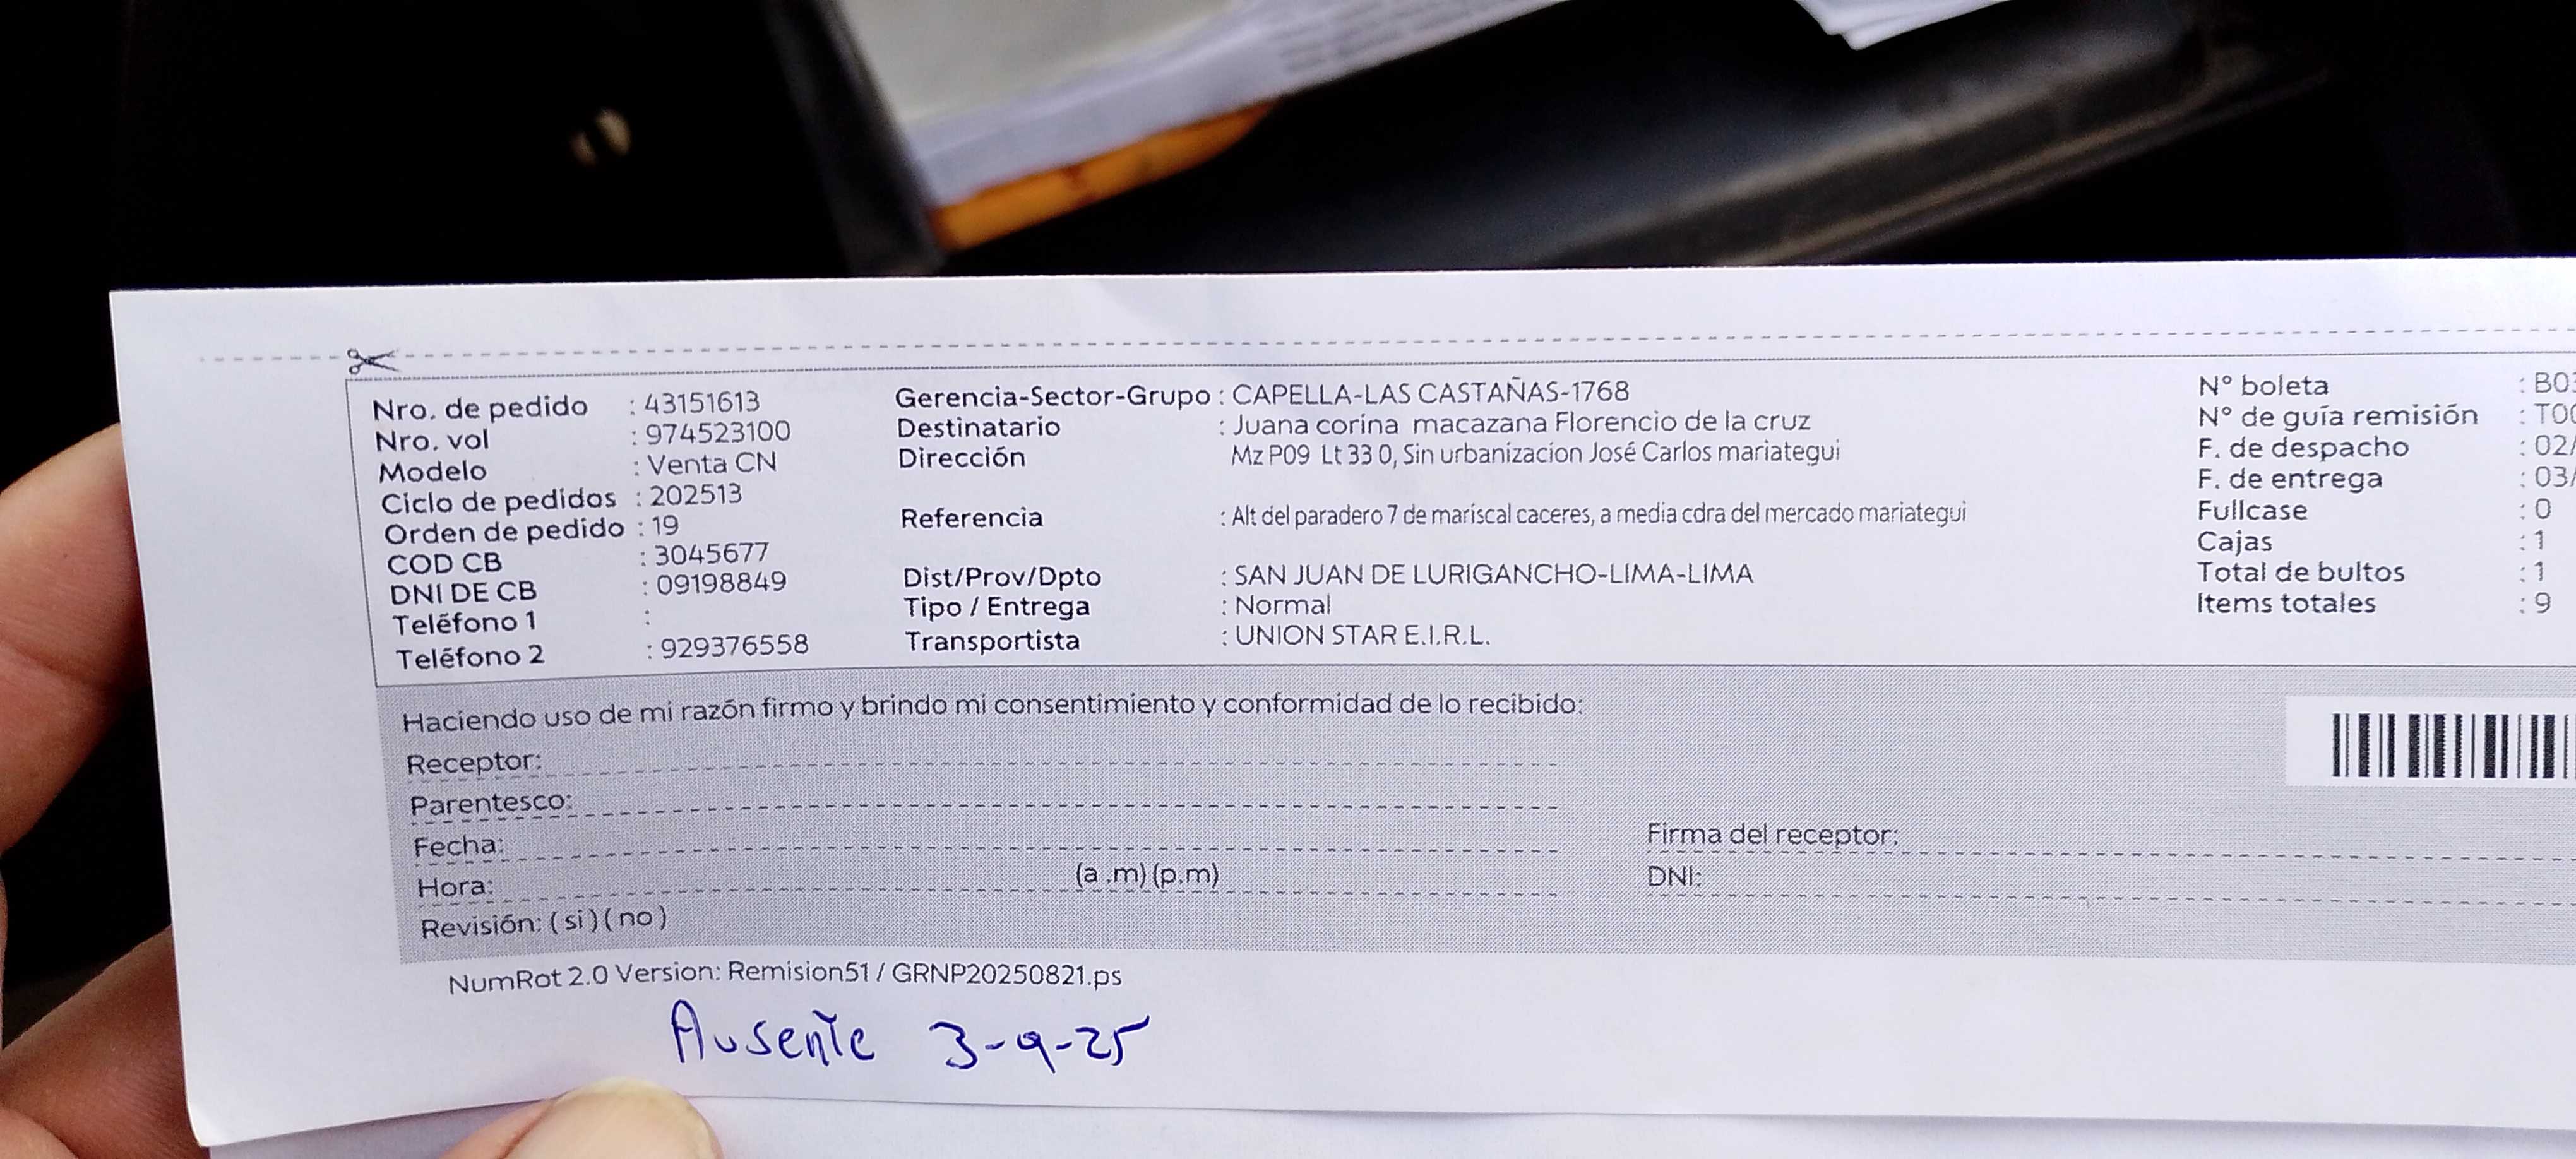 Nro. de pedido : 43151613
Nro. vol : 974523100
Modelo : Venta CN
Ciclo de pedidos : 202513
Orden de pedido : 19
COD CB : 3045677
DNI DE CB : 09198849
Teléfono 1 :
Teléfono 2 : 929376558
Gerencia-Sector-Grupo : CAPELLA-LAS CASTAÑAS-1768
Destinatario : Juana corina macazana Florencio de la cruz
Dirección Mz P09 Lt 33 0, Sin urbanizacion José Carlos mariategui
Referencia : Alt del paradero 7 de mariscal caceres, a media cdra del mercado mariategui
Dist/Prov/Dpto : SAN JUAN DE LURIGANCHO-LIMA-LIMA
Tipo / Entrega : Normal
Transportista : UNION STAR E.I.R.L.
N° boleta : B03
N° de guía remisión : T00
F. de despacho : 02/
F. de entrega : 03/
Fullcase : 0
Cajas : 1
Total de bultos : 1
Items totales : 9
Haciendo uso de mi razón firmo y brindo mi consentimiento y conformidad de lo recibido:
Receptor:
Parentesco:
Fecha:
Hora: (a .m) (p.m)
Revisión: ( si ) ( no )
Firma del receptor:
DNI:
NumRot 2.0 Version: Remision51 / GRNP20250821.ps
Ausente 3-9-25